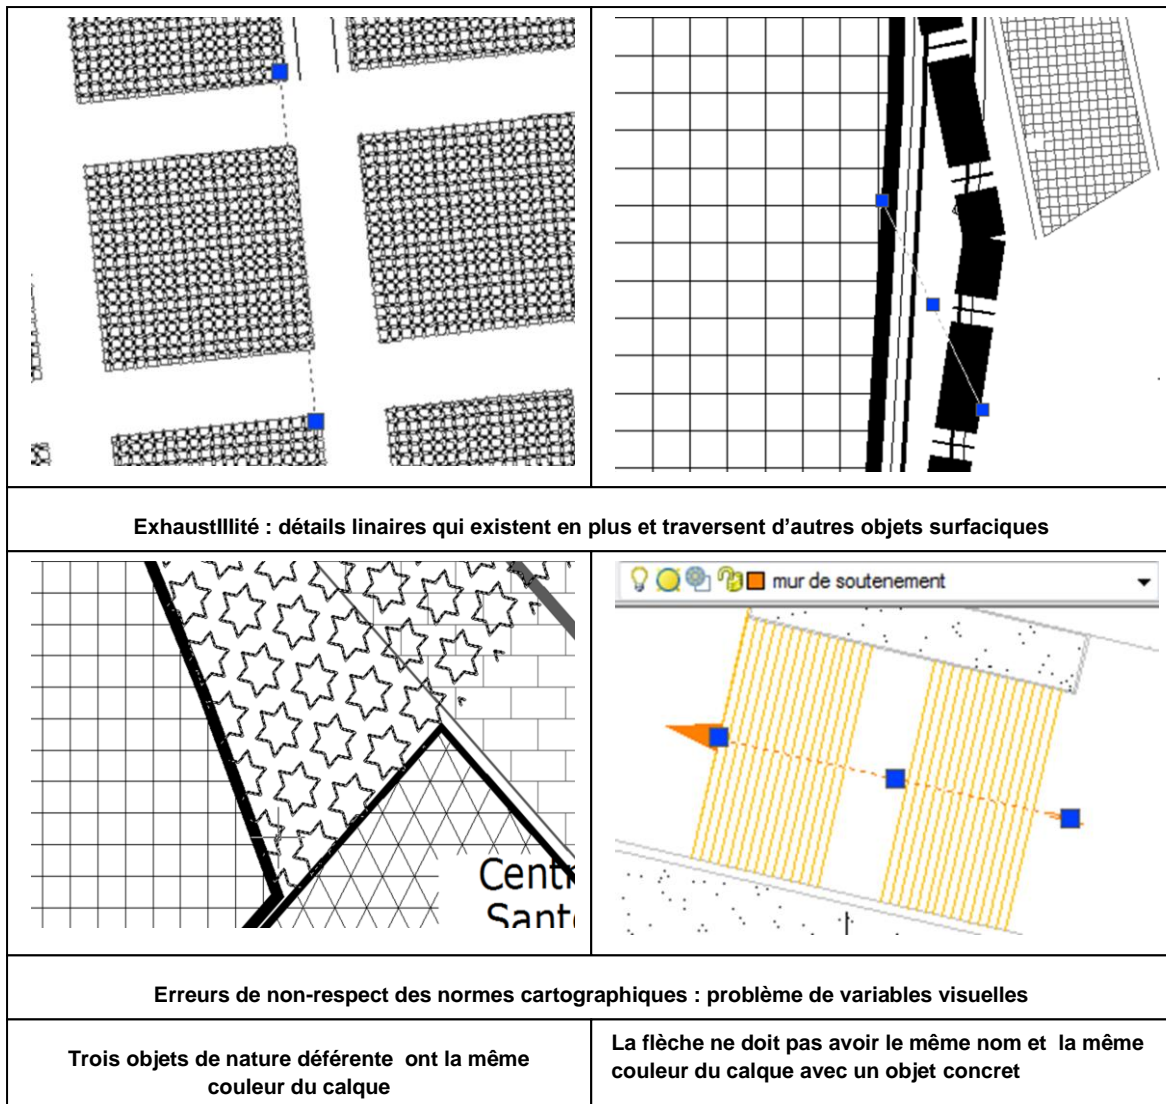 ExhaustIlité : détails linaires qui existent en plus et traversent d'autres objets surfaciques
mur de soutenement
Cent
Sant
Erreurs de non-respect des normes cartographiques : problème de variables visuelles
Trois objets de nature déférente ont la même
couleur du calque
La flèche ne doit pas avoir le même nom et la même
couleur du calque avec un objet concret